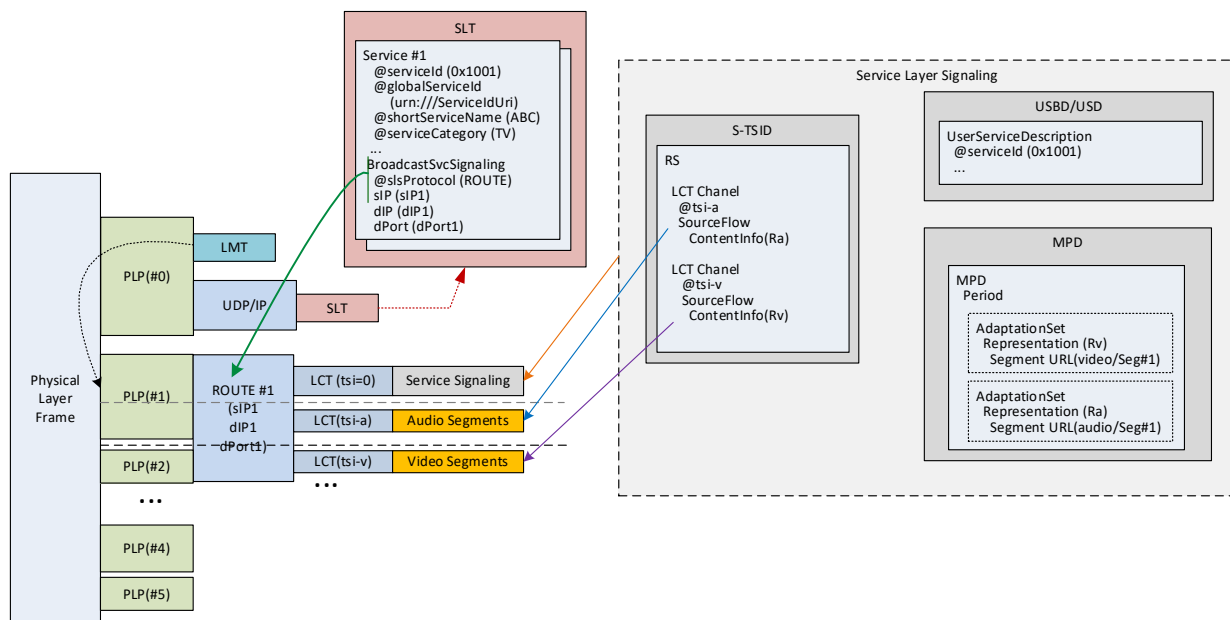 SLT
Service #1
@serviceId (0x1001)
@globalServiceId
(urn:///ServiceIdUri)
@shortServiceName (ABC)
@serviceCategory (TV)
...
BroadcastSvcSignaling
@slsProtocol (ROUTE)
sIP (sIP1)
dIP (dIP1)
dPort (dPort1)
Physical
Layer
Frame
PLP(#0)
LMT
UDP/IP
SLT
PLP(#1)
ROUTE #1
(sIP1
dIP1
dPort1)
LCT (tsi=0)
Service Signaling
LCT(tsi-a)
Audio Segments
PLP(#2)
LCT(tsi-v)
Video Segments
...
...
PLP(#4)
PLP(#5)
Service Layer Signaling
S-TSID
RS
LCT Chanel
@tsi-a
SourceFlow
ContentInfo(Ra)
LCT Chanel
@tsi-v
SourceFlow
ContentInfo(Rv)
USBD/USD
UserServiceDescription
@serviceId (0x1001)
...
MPD
MPD
Period
AdaptationSet
Representation (Rv)
Segment URL(video/Seg#1)
AdaptationSet
Representation (Ra)
Segment URL(audio/Seg#1)